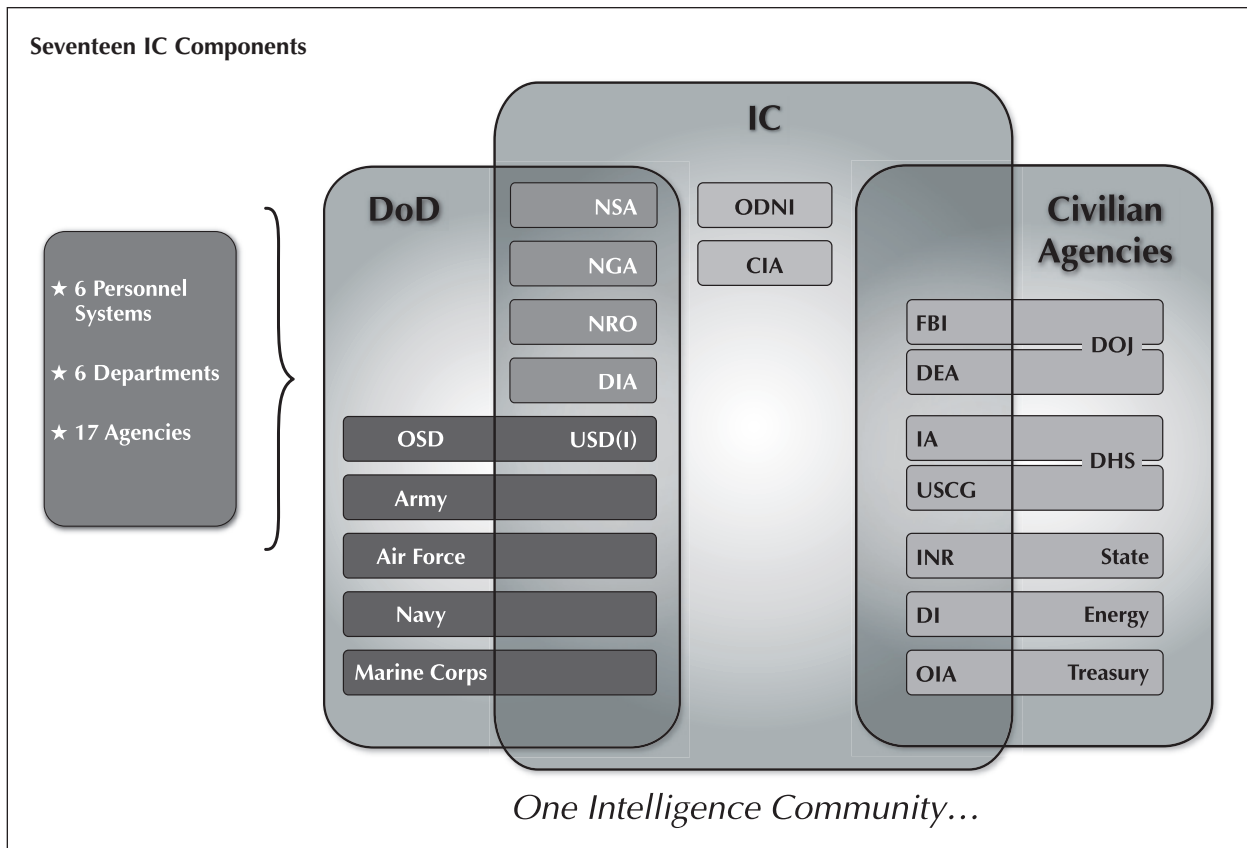 Seventeen IC Components
IC
DoD
Civilian
Agencies
★ 6 Personnel
Systems
★ 6 Departments
★ 17 Agencies
NSA
NGA
NRO
DIA
OSD USD(I)
Army
Air Force
Navy
Marine Corps
ODNI
CIA
FBI
DOJ
DEA
IA
DHS
USCG
INR State
DI Energy
OIA Treasury
One Intelligence Community...